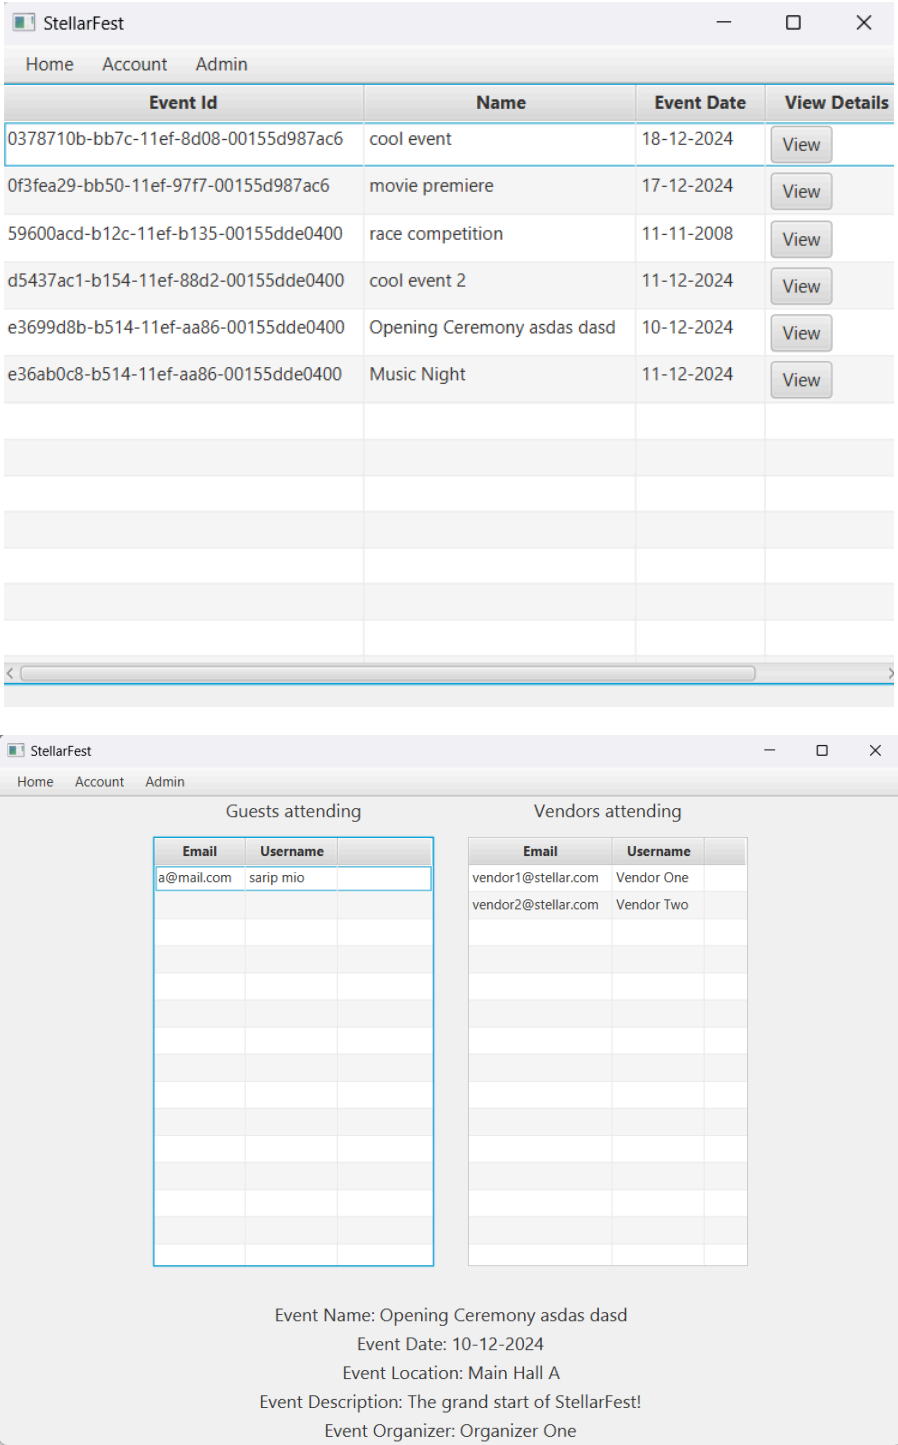 StellarFest
Home Account Admin
Event Id Name Event Date View Details
0378710b-bb7c-11ef-8d08-00155d987ac6 cool event 18-12-2024 View
0f3fea29-bb50-11ef-97f7-00155d987ac6 movie premiere 17-12-2024 View
59600acd-b12c-11ef-b135-00155dde0400 race competition 11-11-2008 View
d5437ac1-b154-11ef-88d2-00155dde0400 cool event 2 11-12-2024 View
e3699d8b-b514-11ef-aa86-00155dde0400 Opening Ceremony asdas dasd 10-12-2024 View
e36ab0c8-b514-11ef-aa86-00155dde0400 Music Night 11-12-2024 View
StellarFest
Home Account Admin
Guests attending Vendors attending
Email Username Email Username
a@mail.com sarip mio vendor1@stellar.com Vendor One
vendor2@stellar.com Vendor Two
Event Name: Opening Ceremony asdas dasd
Event Date: 10-12-2024
Event Location: Main Hall A
Event Description: The grand start of StellarFest!
Event Organizer: Organizer One